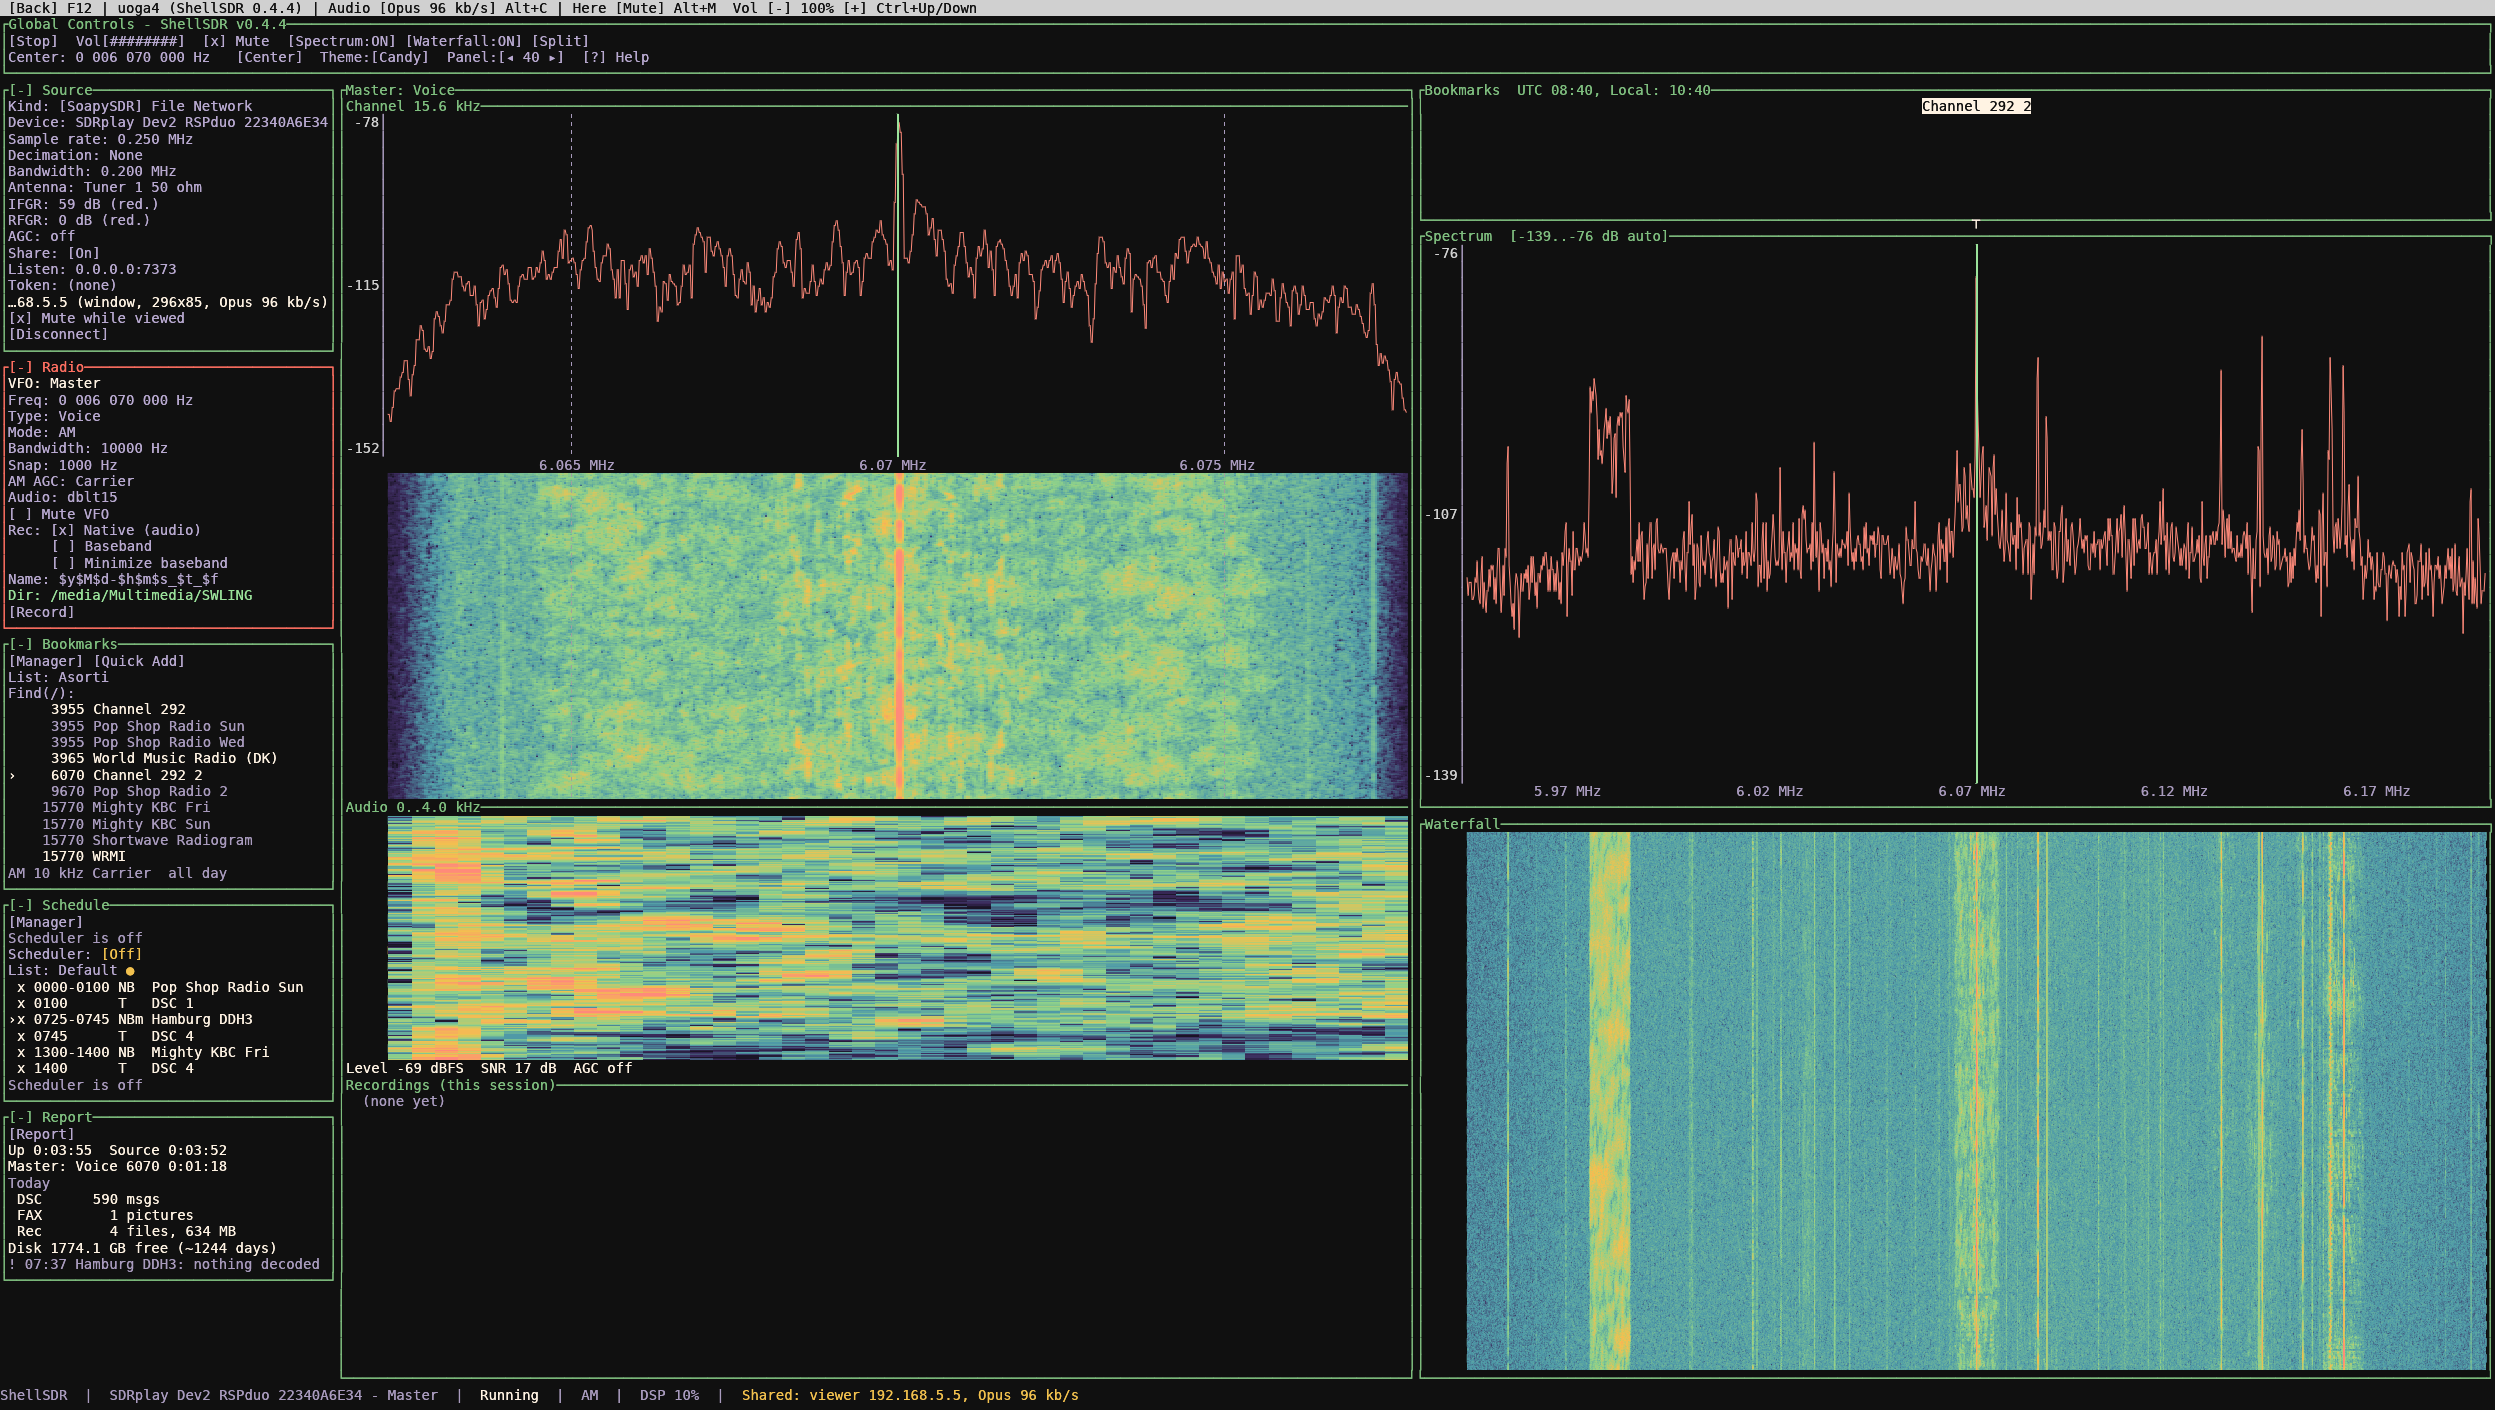 [Back] F12 | uoga4 (ShellSDR 0.4.4) | Audio [Opus 96 kb/s] Alt+C | Here [Mute] Alt+M  Vol [-] 100% [+] Ctrl+Up/Down
Global Controls - ShellSDR v0.4.4
[Stop]  Vol[########]  [x] Mute  [Spectrum:ON] [Waterfall:ON] [Split]
Center: 0 006 070 000 Hz   [Center]  Theme:[Candy]  Panel:[◂ 40 ▸]  [?] Help
[-] Source
Kind: [SoapySDR] File Network
Device: SDRplay Dev2 RSPduo 22340A6E34
Sample rate: 0.250 MHz
Decimation: None
Bandwidth: 0.200 MHz
Antenna: Tuner 1 50 ohm
IFGR: 59 dB (red.)
RFGR: 0 dB (red.)
AGC: off
Share: [On]
Listen: 0.0.0.0:7373
Token: (none)
…68.5.5 (window, 296x85, Opus 96 kb/s)
[x] Mute while viewed
[Disconnect]
[-] Radio
VFO: Master
Freq: 0 006 070 000 Hz
Type: Voice
Mode: AM
Bandwidth: 10000 Hz
Snap: 1000 Hz
AM AGC: Carrier
Audio: dblt15
[ ] Mute VFO
Rec: [x] Native (audio)
[ ] Baseband
[ ] Minimize baseband
Name: $y$M$d-$h$m$s_$t_$f
Dir: /media/Multimedia/SWLING
[Record]
[-] Bookmarks
[Manager] [Quick Add]
List: Asorti
Find(/):
3955 Channel 292
3955 Pop Shop Radio Sun
3955 Pop Shop Radio Wed
3965 World Music Radio (DK)
›    6070 Channel 292 2
9670 Pop Shop Radio 2
15770 Mighty KBC Fri
15770 Mighty KBC Sun
15770 Shortwave Radiogram
15770 WRMI
AM 10 kHz Carrier  all day
[-] Schedule
[Manager]
Scheduler is off
Scheduler: [Off]
List: Default ●
x 0000-0100 NB  Pop Shop Radio Sun
x 0100      T   DSC 1
›x 0725-0745 NBm Hamburg DDH3
x 0745      T   DSC 4
x 1300-1400 NB  Mighty KBC Fri
x 1400      T   DSC 4
Scheduler is off
[-] Report
[Report]
Up 0:03:55  Source 0:03:52
Master: Voice 6070 0:01:18
Today
DSC      590 msgs
FAX        1 pictures
Rec        4 files, 634 MB
Disk 1774.1 GB free (~1244 days)
! 07:37 Hamburg DDH3: nothing decoded
Master: Voice
Channel 15.6 kHz
-78
-115
-152
6.065 MHz  6.07 MHz  6.075 MHz
Audio 0..4.0 kHz
Level -69 dBFS  SNR 17 dB  AGC off
Recordings (this session)
(none yet)
Bookmarks  UTC 08:40, Local: 10:40
Channel 292 2
Spectrum  [-139..-76 dB auto]
-76
-107
-139
5.97 MHz  6.02 MHz  6.07 MHz  6.12 MHz  6.17 MHz
Waterfall
ShellSDR  |  SDRplay Dev2 RSPduo 22340A6E34 - Master  |  Running  |  AM  |  DSP 10%  |  Shared: viewer 192.168.5.5, Opus 96 kb/s